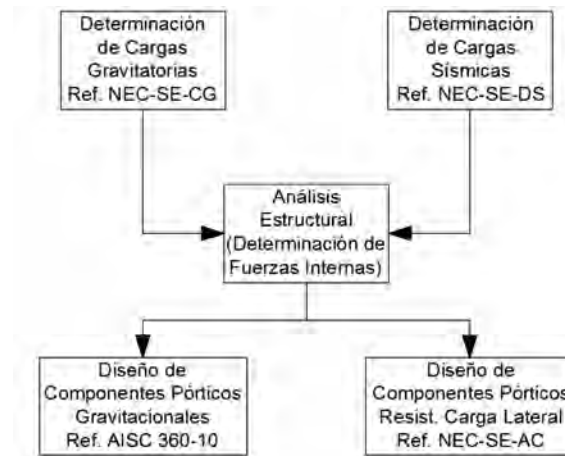 Determinación
de Cargas
Gravitatorias
Ref. NEC-SE-CG
Determinación
de Cargas
Sísmicas
Ref. NEC-SE-DS
Análisis
Estructural
(Determinación de
Fuerzas Internas)
Diseño de
Componentes Pórticos
Gravitacionales
Ref. AISC 360-10
Diseño de
Componentes Pórticos
Resist. Carga Lateral
Ref. NEC-SE-AC